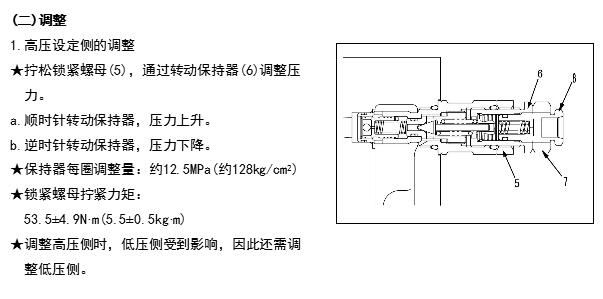 (二)调整
1.高压设定侧的调整
★拧松锁紧螺母(5)，通过转动保持器(6)调整压
力。
a.顺时针转动保持器，压力上升。
b.逆时针转动保持器，压力下降。
★保持器每圈调整量：约12.5MPa(约128kg/cm²)
★锁紧螺母拧紧力矩：
53.5±4.9N·m(5.5±0.5kg·m)
★调整高压侧时，低压侧受到影响，因此还需调
整低压侧。
6
8
5
7